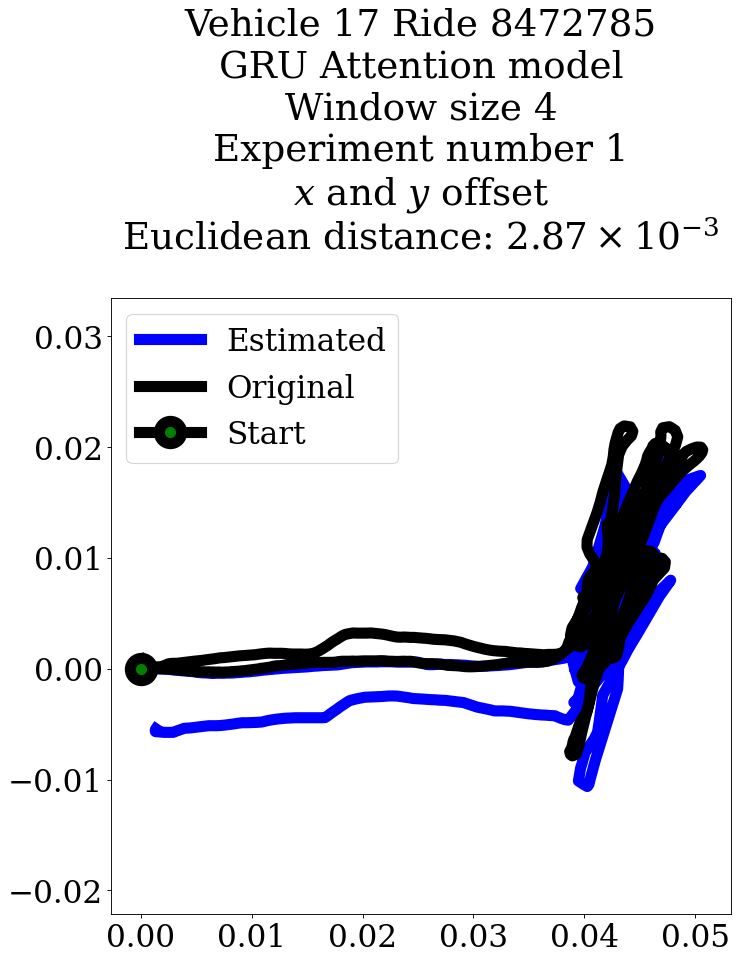 Vehicle 17 Ride 8472785
GRU Attention model
Window size 4
Experiment number 1
x and y offset
Euclidean distance: 2.87 × 10⁻³
Estimated
Original
Start
0.03
0.02
0.01
0.00
−0.01
−0.02
0.00 0.01 0.02 0.03 0.04 0.05